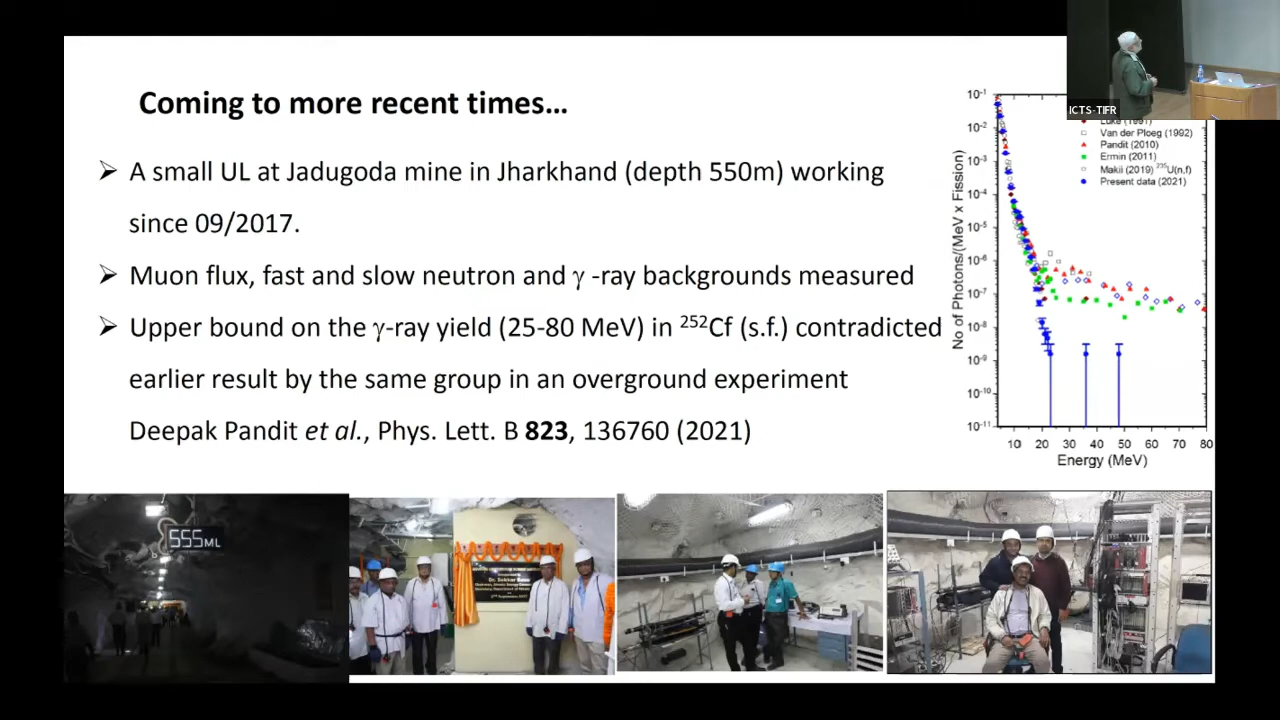 Coming to more recent times…
➢ A small UL at Jadugoda mine in Jharkhand (depth 550m) working
since 09/2017.
➢ Muon flux, fast and slow neutron and γ -ray backgrounds measured
➢ Upper bound on the γ-ray yield (25-80 MeV) in ²⁵²Cf (s.f.) contradicted
earlier result by the same group in an overground experiment
Deepak Pandit et al., Phys. Lett. B 823, 136760 (2021)
ICTS-TIFR
Luke (1991)
Van der Ploeg (1992)
Pandit (2010)
Ermin (2011)
Makii (2019) ²³⁵U(n,f)
Present data (2021)
No of Photons/(MeV x Fission)
10⁻¹
10⁻²
10⁻³
10⁻⁴
10⁻⁵
10⁻⁶
10⁻⁷
10⁻⁸
10⁻⁹
10⁻¹⁰
10⁻¹¹
10 20 30 40 50 60 70 80
Energy (MeV)
555ML
Dr. Sekhar Basu